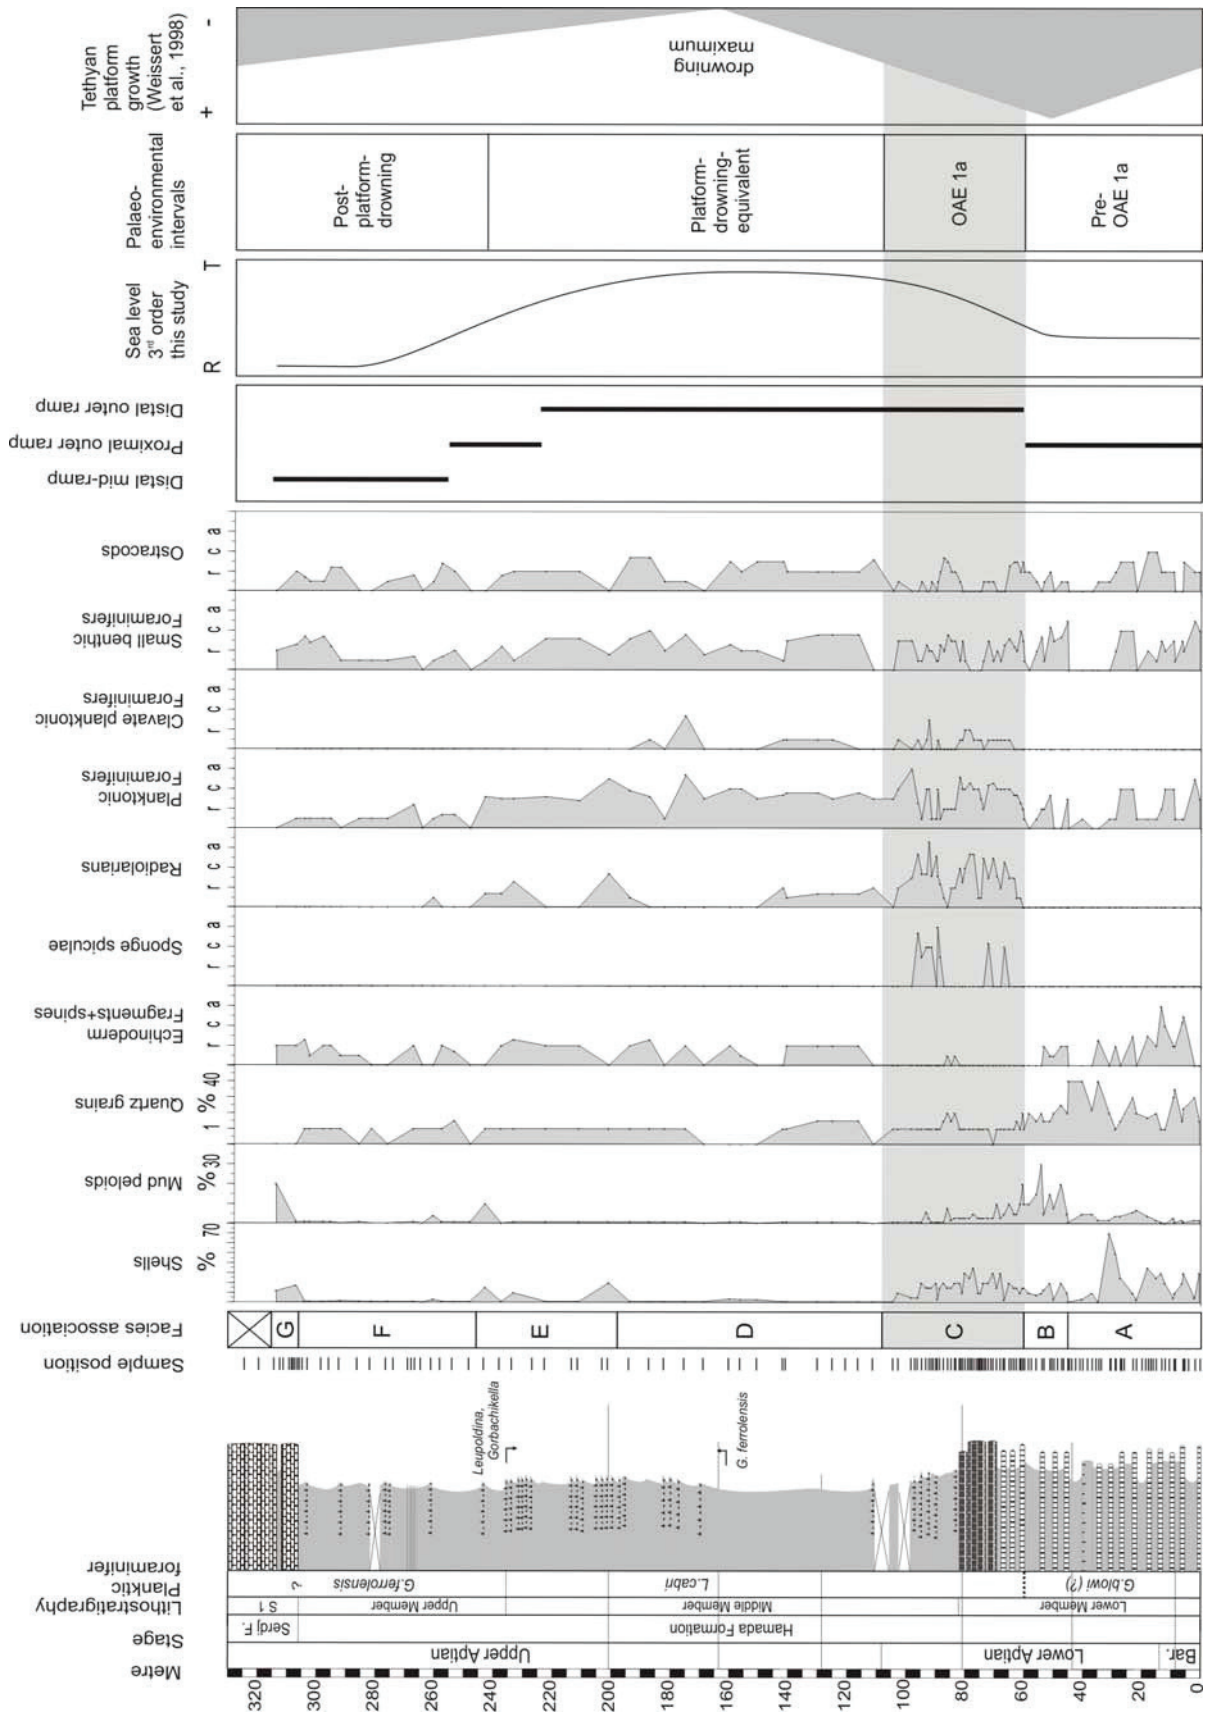 Tethyan
platform
growth
(Weissert
et al., 1998)
+ -
drowning
maximum
Palaeo-
environmental
intervals
Post-
platform-
drowning
Platform-
drowning-
equivalent
OAE 1a
Pre-
OAE 1a
Sea level
3rd order
this study
R T
Distal outer ramp
Proximal outer ramp
Distal mid-ramp
Ostracods
r c a
Small benthic
Foraminifers
r c a
Clavate planktonic
Foraminifers
r c a
Planktonic
Foraminifers
r c a
Radiolarians
r c a
Sponge spiculae
r c a
Echinoderm
Fragments+spines
r c a
Quartz grains
1 % 40
Mud peloids
% 30
Shells
% 70
Facies association
G F E D C B A
Sample position
Leupoldina,
Gorbachikella
G. ferrolensis
Planktic
foraminifer
? G.ferrolensis L.cabri G.blowi (?)
Lithostratigraphy
S 1 Upper Member Middle Member Lower Member
Serdj F. Hamada Formation
Stage
Upper Aptian Lower Aptian Bar.
Metre
320 300 280 260 240 220 200 180 160 140 120 100 80 60 40 20 0